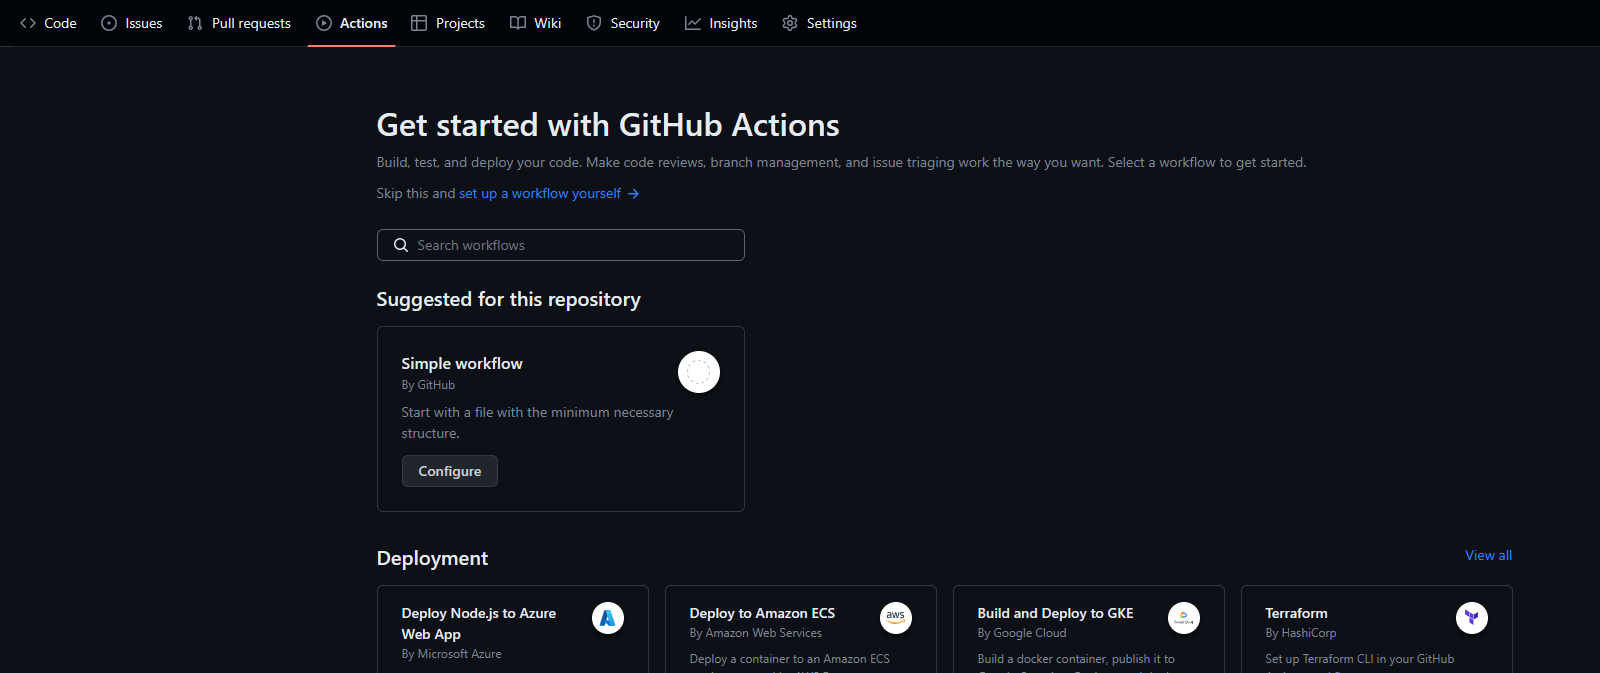 Code Issues Pull requests Actions Projects Wiki Security Insights Settings
Get started with GitHub Actions
Build, test, and deploy your code. Make code reviews, branch management, and issue triaging work the way you want. Select a workflow to get started.
Skip this and set up a workflow yourself →
Search workflows
Suggested for this repository
Simple workflow
By GitHub
Start with a file with the minimum necessary
structure.
Configure
Deployment
View all
Deploy Node.js to Azure
Web App
By Microsoft Azure
Deploy to Amazon ECS
By Amazon Web Services
Deploy a container to an Amazon ECS
aws
Build and Deploy to GKE
By Google Cloud
Build a docker container, publish it to
Terraform
By HashiCorp
Set up Terraform CLI in your GitHub